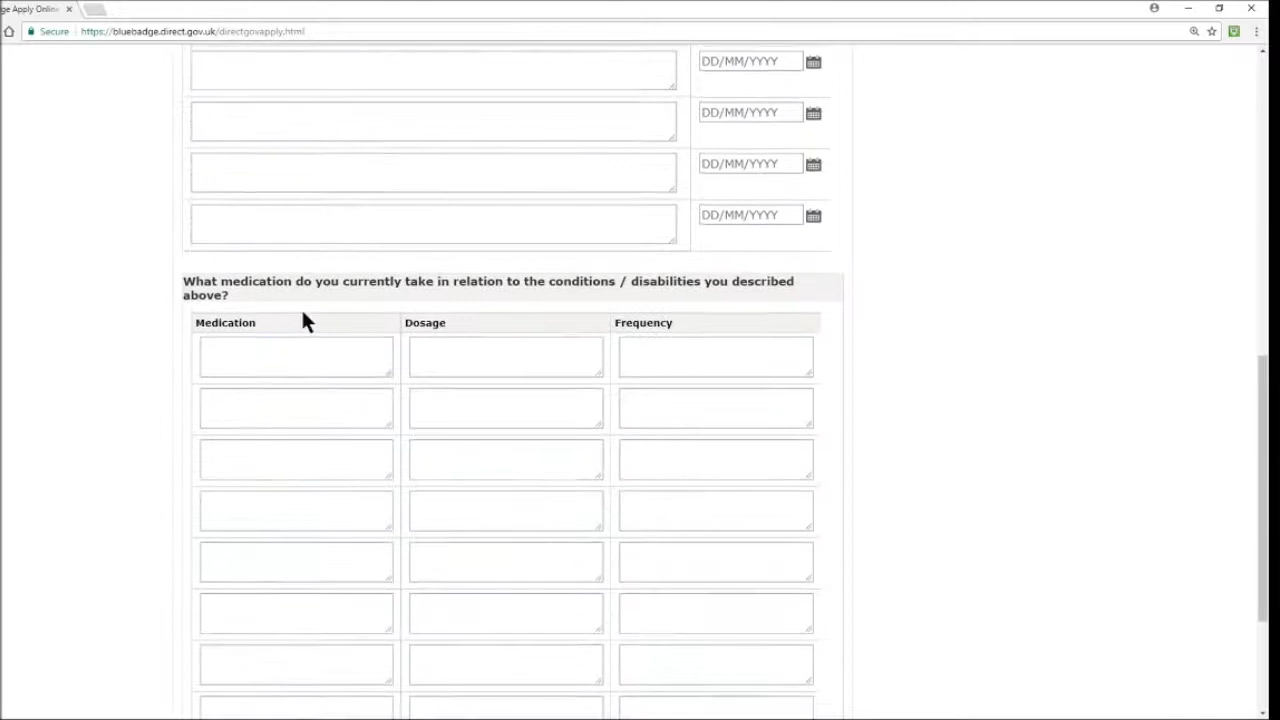 ge Apply Online
Secure https://bluebadge.direct.gov.uk/directgovapply.html
DD/MM/YYYY
DD/MM/YYYY
DD/MM/YYYY
DD/MM/YYYY
What medication do you currently take in relation to the conditions / disabilities you described
above?
Medication Dosage Frequency